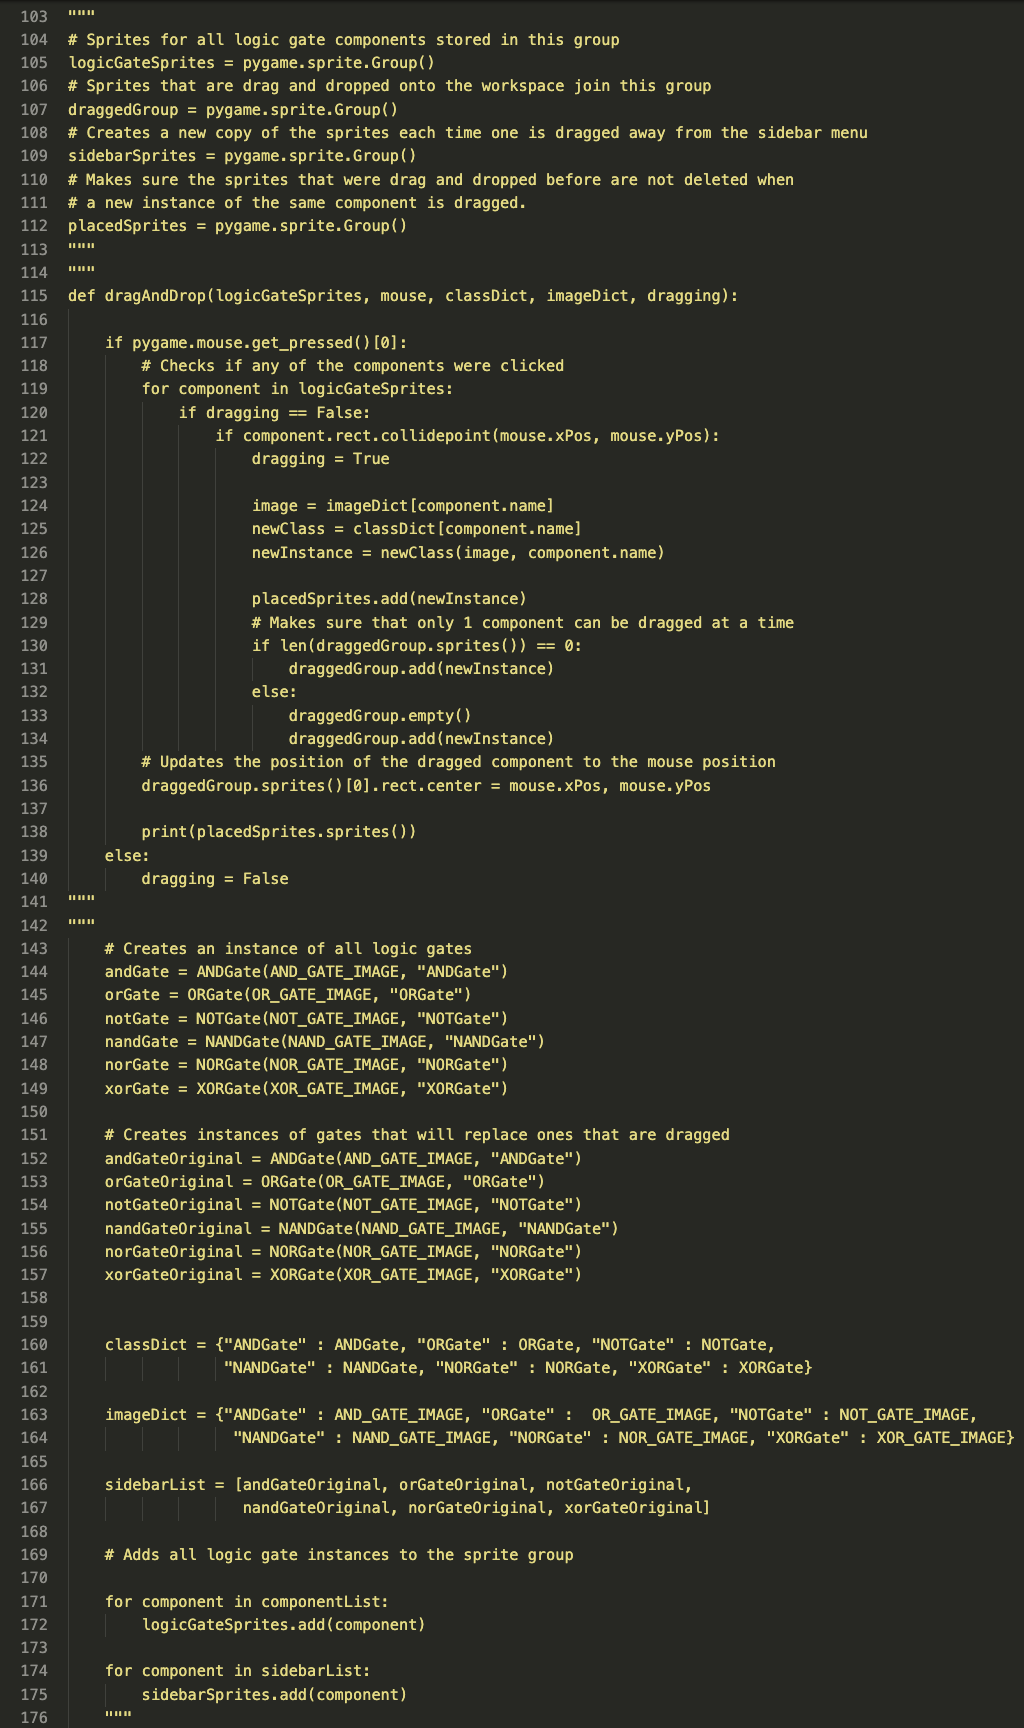 103 """
104 # Sprites for all logic gate components stored in this group
105 logicGateSprites = pygame.sprite.Group()
106 # Sprites that are drag and dropped onto the workspace join this group
107 draggedGroup = pygame.sprite.Group()
108 # Creates a new copy of the sprites each time one is dragged away from the sidebar menu
109 sidebarSprites = pygame.sprite.Group()
110 # Makes sure the sprites that were drag and dropped before are not deleted when
111 # a new instance of the same component is dragged.
112 placedSprites = pygame.sprite.Group()
113 """
114 """
115 def dragAndDrop(logicGateSprites, mouse, classDict, imageDict, dragging):
116
117     if pygame.mouse.get_pressed()[0]:
118         # Checks if any of the components were clicked
119         for component in logicGateSprites:
120             if dragging == False:
121                 if component.rect.collidepoint(mouse.xPos, mouse.yPos):
122                     dragging = True
123
124                     image = imageDict[component.name]
125                     newClass = classDict[component.name]
126                     newInstance = newClass(image, component.name)
127
128                     placedSprites.add(newInstance)
129                     # Makes sure that only 1 component can be dragged at a time
130                     if len(draggedGroup.sprites()) == 0:
131                         draggedGroup.add(newInstance)
132                     else:
133                         draggedGroup.empty()
134                         draggedGroup.add(newInstance)
135         # Updates the position of the dragged component to the mouse position
136         draggedGroup.sprites()[0].rect.center = mouse.xPos, mouse.yPos
137
138         print(placedSprites.sprites())
139     else:
140         dragging = False
141 """
142 """
143     # Creates an instance of all logic gates
144     andGate = ANDGate(AND_GATE_IMAGE, "ANDGate")
145     orGate = ORGate(OR_GATE_IMAGE, "ORGate")
146     notGate = NOTGate(NOT_GATE_IMAGE, "NOTGate")
147     nandGate = NANDGate(NAND_GATE_IMAGE, "NANDGate")
148     norGate = NORGate(NOR_GATE_IMAGE, "NORGate")
149     xorGate = XORGate(XOR_GATE_IMAGE, "XORGate")
150
151     # Creates instances of gates that will replace ones that are dragged
152     andGateOriginal = ANDGate(AND_GATE_IMAGE, "ANDGate")
153     orGateOriginal = ORGate(OR_GATE_IMAGE, "ORGate")
154     notGateOriginal = NOTGate(NOT_GATE_IMAGE, "NOTGate")
155     nandGateOriginal = NANDGate(NAND_GATE_IMAGE, "NANDGate")
156     norGateOriginal = NORGate(NOR_GATE_IMAGE, "NORGate")
157     xorGateOriginal = XORGate(XOR_GATE_IMAGE, "XORGate")
158
159
160     classDict = {"ANDGate" : ANDGate, "ORGate" : ORGate, "NOTGate" : NOTGate,
161                  "NANDGate" : NANDGate, "NORGate" : NORGate, "XORGate" : XORGate}
162
163     imageDict = {"ANDGate" : AND_GATE_IMAGE, "ORGate" :  OR_GATE_IMAGE, "NOTGate" : NOT_GATE_IMAGE,
164                   "NANDGate" : NAND_GATE_IMAGE, "NORGate" : NOR_GATE_IMAGE, "XORGate" : XOR_GATE_IMAGE}
165
166     sidebarList = [andGateOriginal, orGateOriginal, notGateOriginal,
167                    nandGateOriginal, norGateOriginal, xorGateOriginal]
168
169     # Adds all logic gate instances to the sprite group
170
171     for component in componentList:
172         logicGateSprites.add(component)
173
174     for component in sidebarList:
175         sidebarSprites.add(component)
176     """